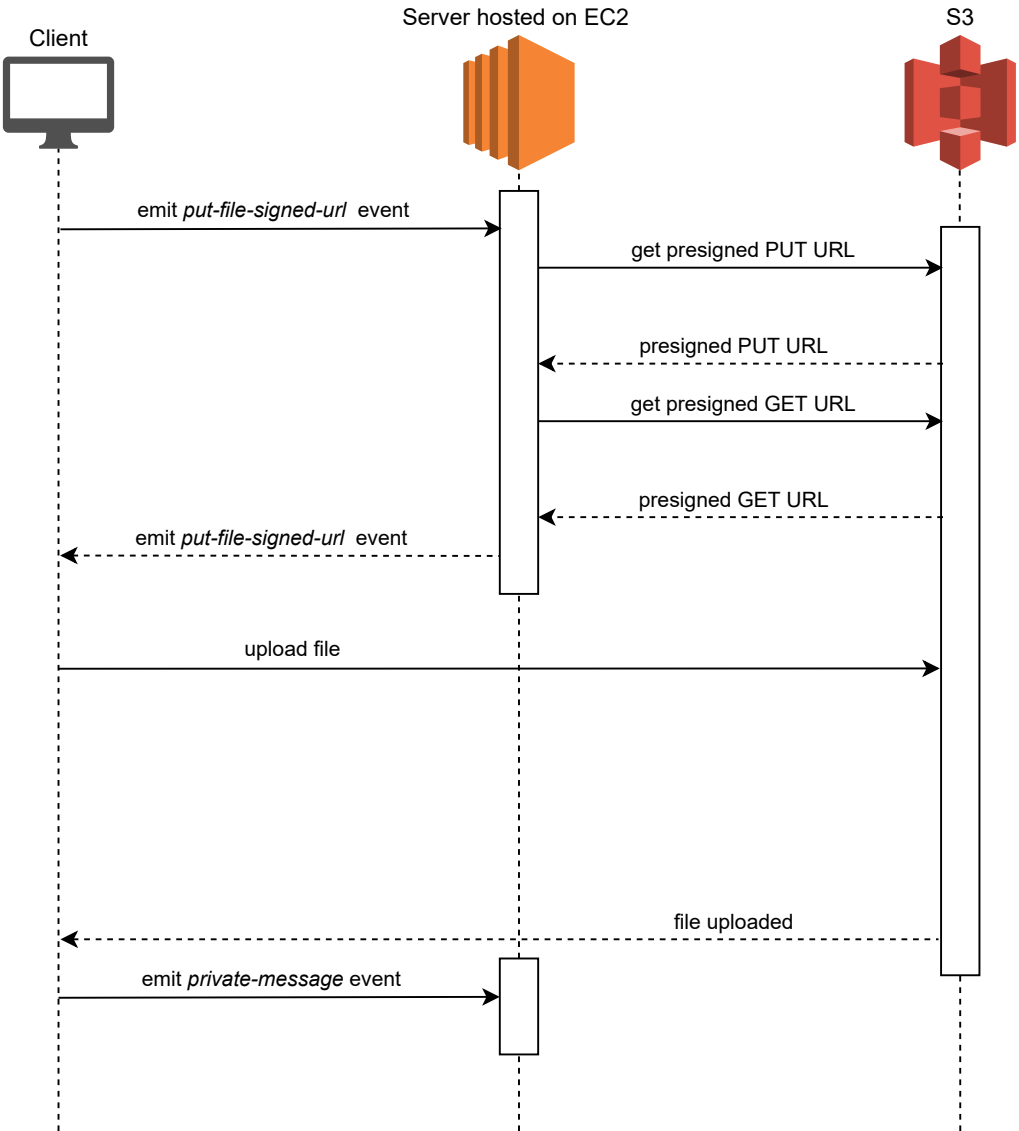 Client
Server hosted on EC2
S3
emit put-file-signed-url event
get presigned PUT URL
presigned PUT URL
get presigned GET URL
presigned GET URL
emit put-file-signed-url event
upload file
file uploaded
emit private-message event